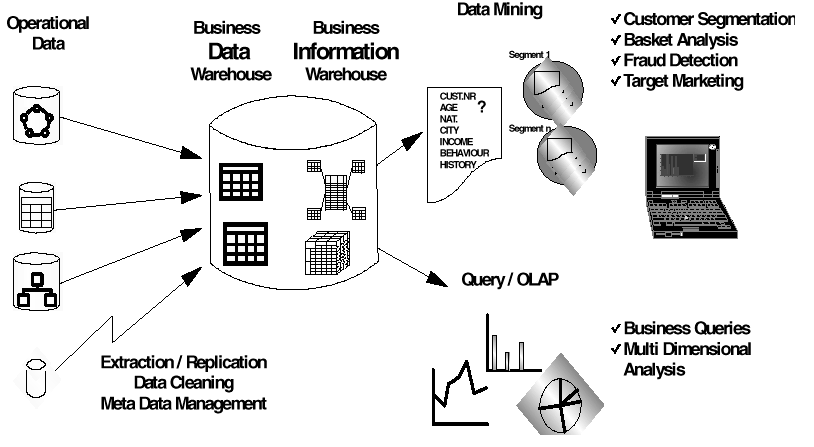 Operational
Data
Business
Data
Warehouse
Business
Information
Warehouse
Data Mining
Segment 1
Segment n
CUST.NR
AGE
?
NAT.
CITY
INCOME
BEHAVIOUR
HISTORY
✓ Customer Segmentation
✓ Basket Analysis
✓ Fraud Detection
✓ Target Marketing
Extraction / Replication
Data Cleaning
Meta Data Management
Query / OLAP
✓ Business Queries
✓ Multi Dimensional
Analysis